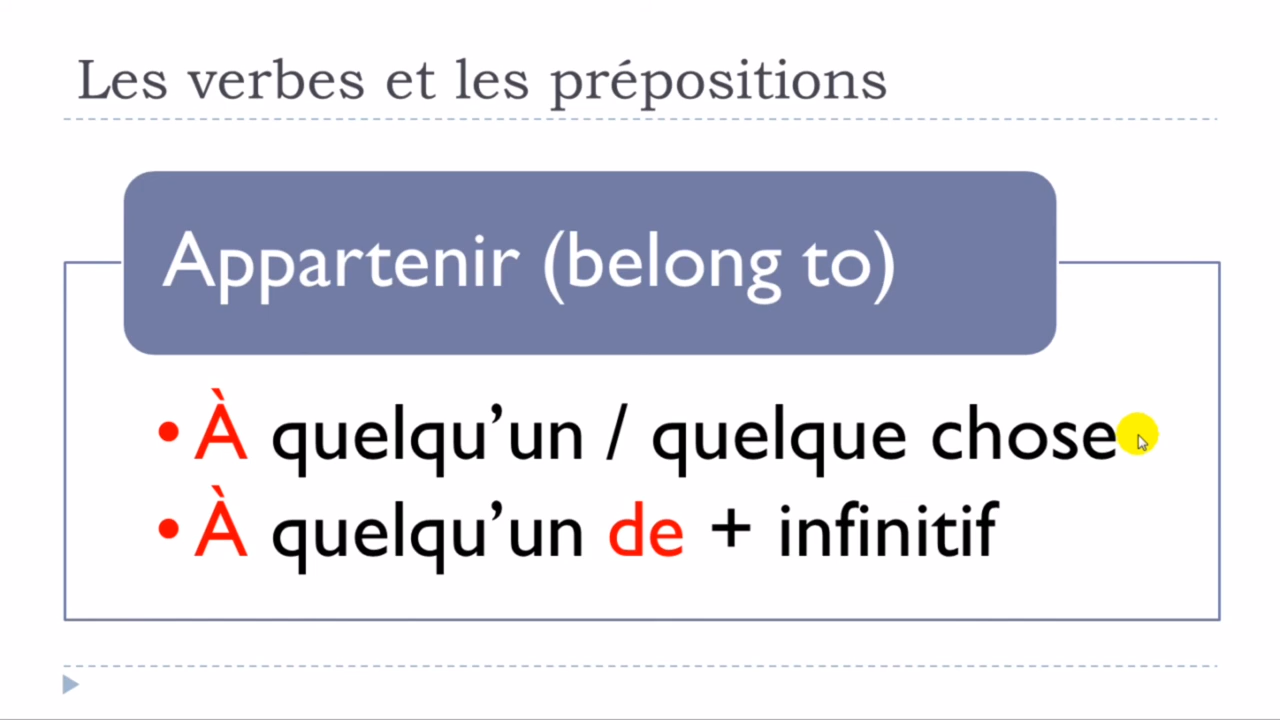 Les verbes et les prépositions
Appartenir (belong to)
• À quelqu’un / quelque chose
• À quelqu’un de + infinitif